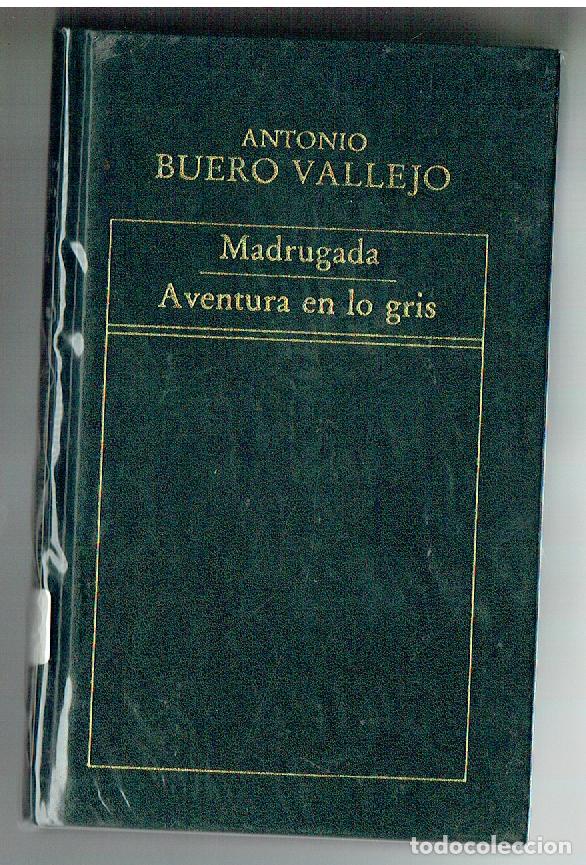 ANTONIO
BUERO VALLEJO
Madrugada
Aventura en lo gris
todocoleccion